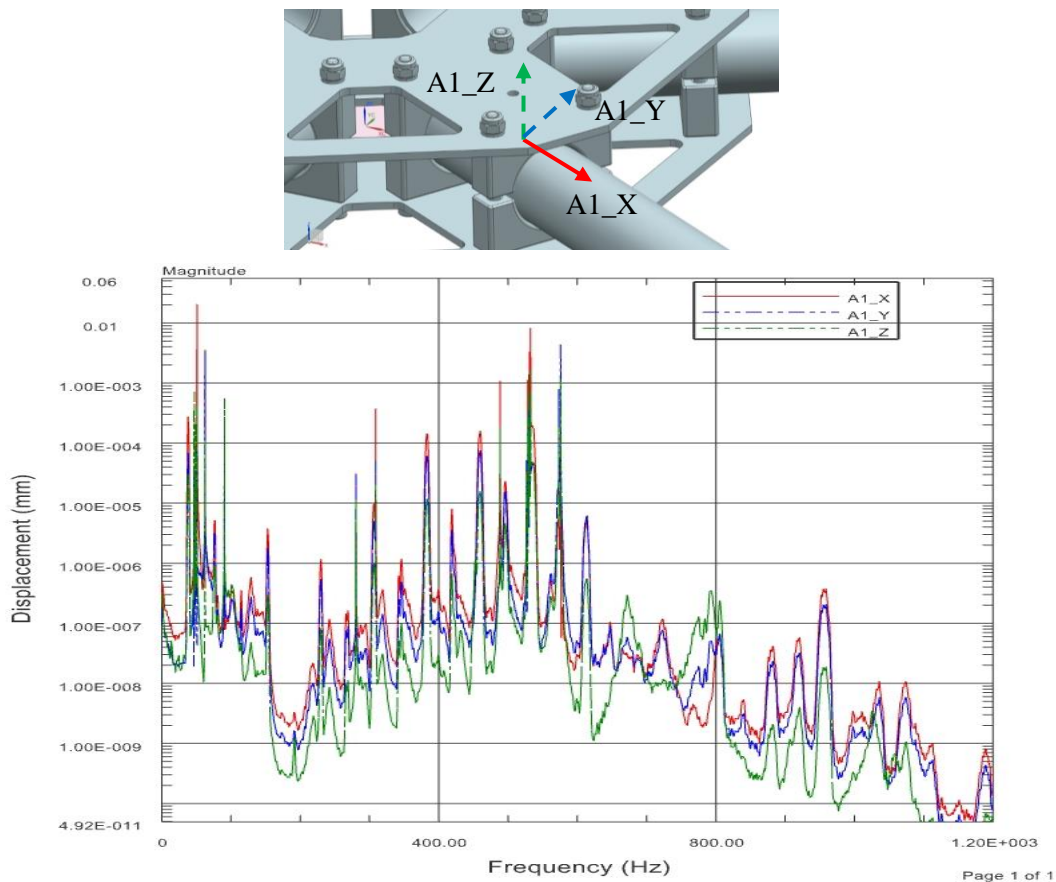 A1_Z
A1_Y
A1_X
Magnitude
0.06
0.01
1.00E-003
1.00E-004
1.00E-005
1.00E-006
1.00E-007
1.00E-008
1.00E-009
4.92E-011
Displacement (mm)
A1_X
A1_Y
A1_Z
0
400.00
800.00
1.20E+003
Frequency (Hz)
Page 1 of 1